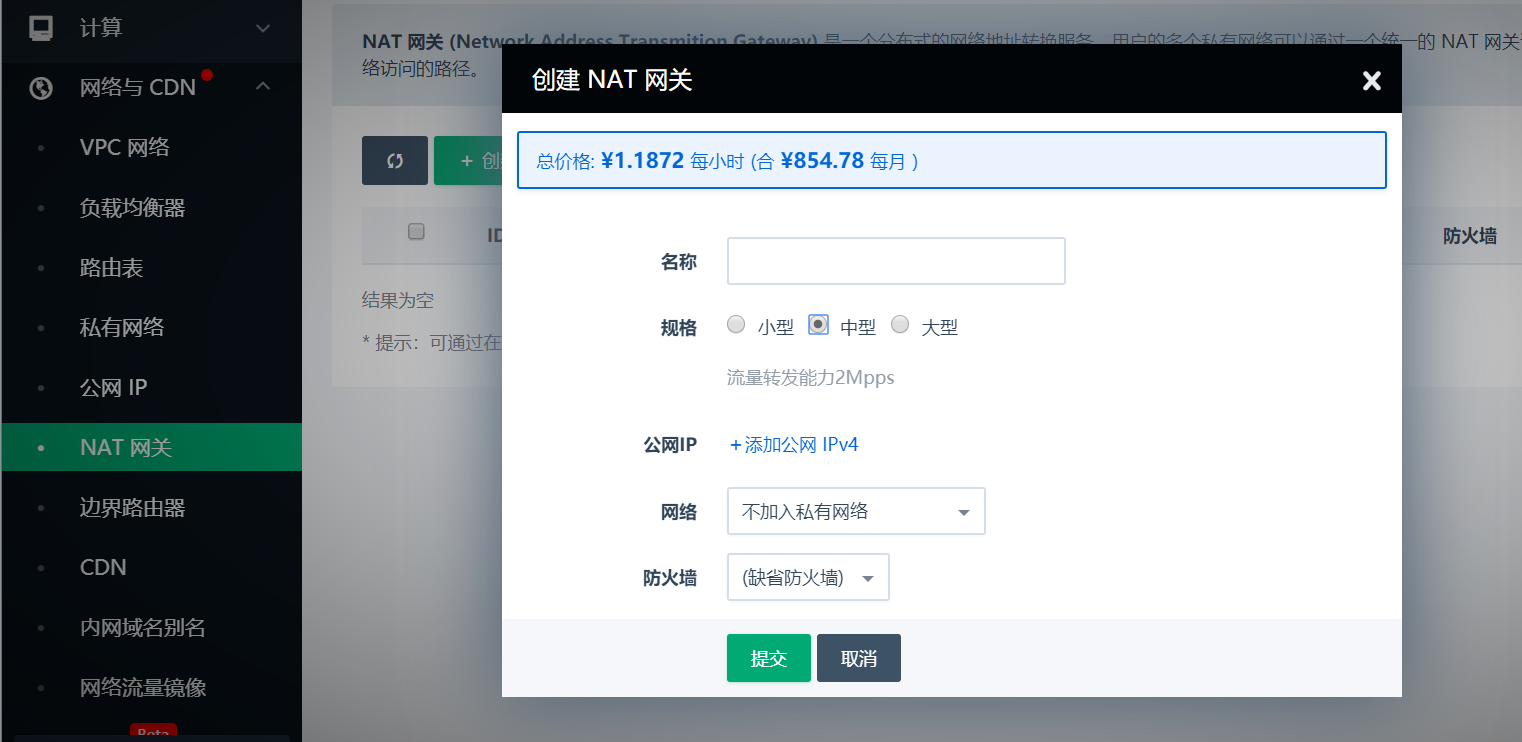 计算
网络与 CDN
VPC 网络
负载均衡器
路由表
私有网络
公网 IP
NAT 网关
边界路由器
CDN
内网域名别名
网络流量镜像
Beta
NAT 网关 (Network Address Transmition Gateway) 是一个分布式的网络地址转换服务，用户的多个私有网络可以通过一个统一的 NAT 网关
络访问的路径。
+ 创
ID
防火墙
结果为空
* 提示：可通过在
创建 NAT 网关
总价格: ¥1.1872 每小时 (合 ¥854.78 每月 )
名称
规格 小型 中型 大型
流量转发能力2Mpps
公网IP +添加公网 IPv4
网络 不加入私有网络
防火墙 (缺省防火墙)
提交 取消